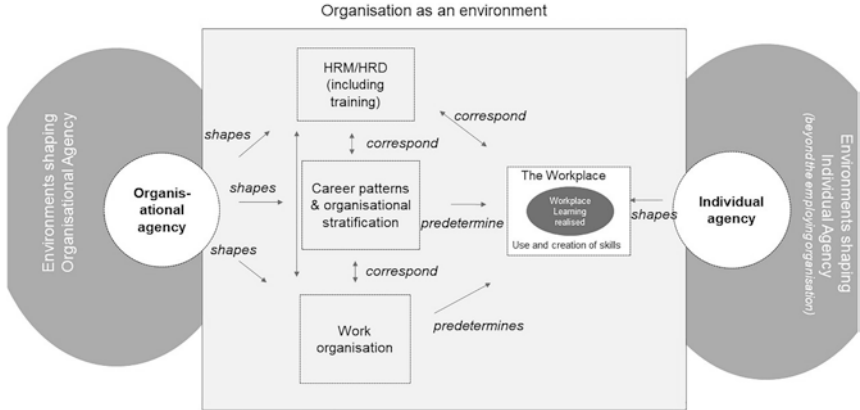 Organisation as an environment
Environments shaping
Organisational Agency
Organis-
ational
agency
shapes
shapes
shapes
HRM/HRD
(including
training)
correspond
correspond
Career patterns
& organisational
stratification
predetermine
correspond
Work
organisation
predetermines
The Workplace
Workplace
Learning
realised
Use and creation of skills
shapes
Individual
agency
Environments shaping
Individual Agency
(beyond the employing organisation)